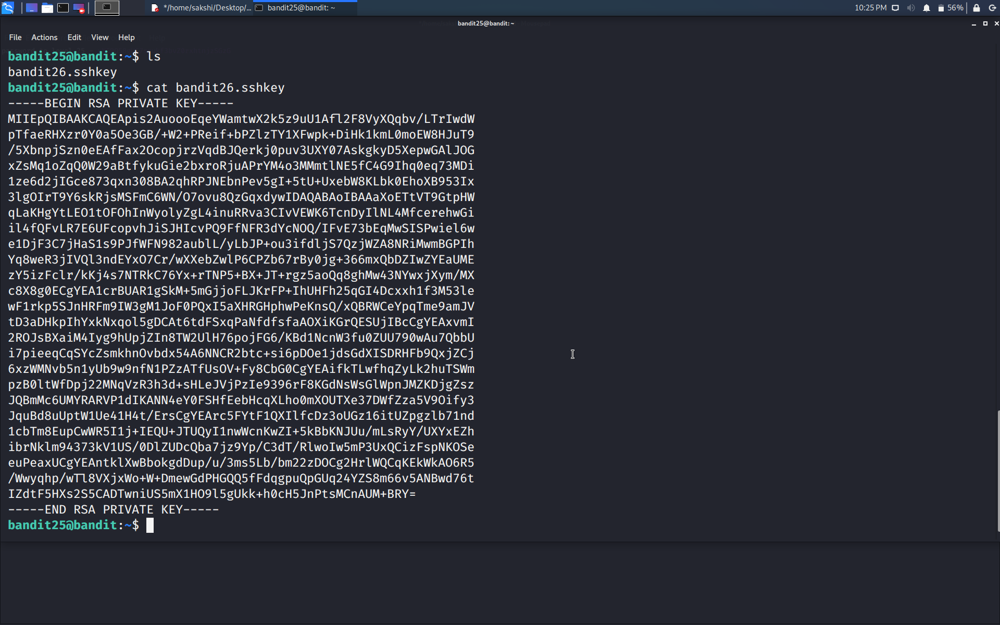 */home/sakshi/Desktop/...
bandit25@bandit: ~
10:25 PM
56%
bandit25@bandit: ~
File Actions Edit View Help
bandit25@bandit:~$ ls
bandit26.sshkey
bandit25@bandit:~$ cat bandit26.sshkey
-----BEGIN RSA PRIVATE KEY-----
MIIEpQIBAAKCAQEApis2AuoooEqeYWamtwX2k5z9uU1Afl2F8VyXQqbv/LTrIwdW
pTfaeRHXzr0Y0a5Oe3GB/+W2+PReif+bPZlzTY1XFwpk+DiHk1kmL0moEW8HJuT9
/5XbnpjSzn0eEAfFax2OcopjrzVqdBJQerkj0puv3UXY07AskgkyD5XepwGAlJOG
xZsMq1oZqQ0W29aBtfykuGie2bxroRjuAPrYM4o3MMmtlNE5fC4G9Ihq0eq73MDi
1ze6d2jIGce873qxn308BA2qhRPJNEbnPev5gI+5tU+UxebW8KLbk0EhoXB953Ix
3lgOIrT9Y6skRjsMSFmC6WN/O7ovu8QzGqxdywIDAQABAoIBAAaXoETtVT9GtpHW
qLaKHgYtLEO1tOFOhInWyolyZgL4inuRRva3CIvVEWK6TcnDyIlNL4MfcerehwGi
il4fQFvLR7E6UFcopvhJiSJHIcvPQ9FfNFR3dYcNOQ/IFvE73bEqMwSISPwiel6w
e1DjF3C7jHaS1s9PJfWFN982aublL/yLbJP+ou3ifdljS7QzjWZA8NRiMwmBGPIh
Yq8weR3jIVQl3ndEYxO7Cr/wXXebZwlP6CPZb67rBy0jg+366mxQbDZIwZYEaUME
zY5izFclr/kKj4s7NTRkC76Yx+rTNP5+BX+JT+rgz5aoQq8ghMw43NYwxjXym/MX
c8X8g0ECgYEA1crBUAR1gSkM+5mGjjoFLJKrFP+IhUHFh25qGI4Dcxxh1f3M53le
wF1rkp5SJnHRFm9IW3gM1JoF0PQxI5aXHRGHphwPeKnsQ/xQBRWCeYpqTme9amJV
tD3aDHkpIhYxkNxqol5gDCAt6tdFSxqPaNfdfsfaAOXiKGrQESUjIBcCgYEAxvmI
2ROJsBXaiM4Iyg9hUpjZIn8TW2UlH76pojFG6/KBd1NcnW3fu0ZUU790wAu7QbbU
i7pieeqCqSYcZsmkhnOvbdx54A6NNCR2btc+si6pDOe1jdsGdXISDRHFb9QxjZCj
6xzWMNvb5n1yUb9w9nfN1PZzATfUsOV+Fy8CbG0CgYEAifkTLwfhqZyLk2huTSWm
pzB0ltWfDpj22MNqVzR3h3d+sHLeJVjPzIe9396rF8KGdNsWsGlWpnJMZKDjgZsz
JQBmMc6UMYRARVP1dIKANN4eY0FSHfEebHcqXLho0mXOUTXe37DWfZza5V9Oify3
JquBd8uUptW1Ue41H4t/ErsCgYEArc5FYtF1QXIlfcDz3oUGz16itUZpgzlb71nd
1cbTm8EupCwWR5I1j+IEQU+JTUQyI1nwWcnKwZI+5kBbKNJUu/mLsRyY/UXYxEZh
ibrNklm94373kV1US/0DlZUDcQba7jz9Yp/C3dT/RlwoIw5mP3UxQCizFspNKOSe
euPeaxUCgYEAntklXwBbokgdDup/u/3ms5Lb/bm22zDOCg2HrlWQCqKEkWkAO6R5
/Wwyqhp/wTl8VXjxWo+W+DmewGdPHGQQ5fFdqgpuQpGUq24YZS8m66v5ANBwd76t
IZdtF5HXs2S5CADTwniUS5mX1HO9l5gUkk+h0cH5JnPtsMCnAUM+BRY=
-----END RSA PRIVATE KEY-----
bandit25@bandit:~$